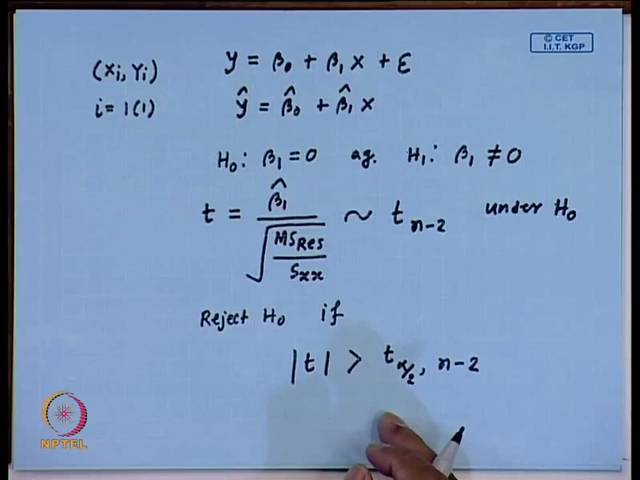 © CET
I.I.T. KGP
(xi, yi) y = β0 + β1 x + ε
i = 1(1) ŷ = β̂0 + β̂1 x
H0: β1 = 0 ag. H1: β1 ≠ 0
t = β̂1 / √(MSRes / Sxx) ~ t n-2 under H0
Reject H0 if
|t| > tα/2, n-2
NPTEL